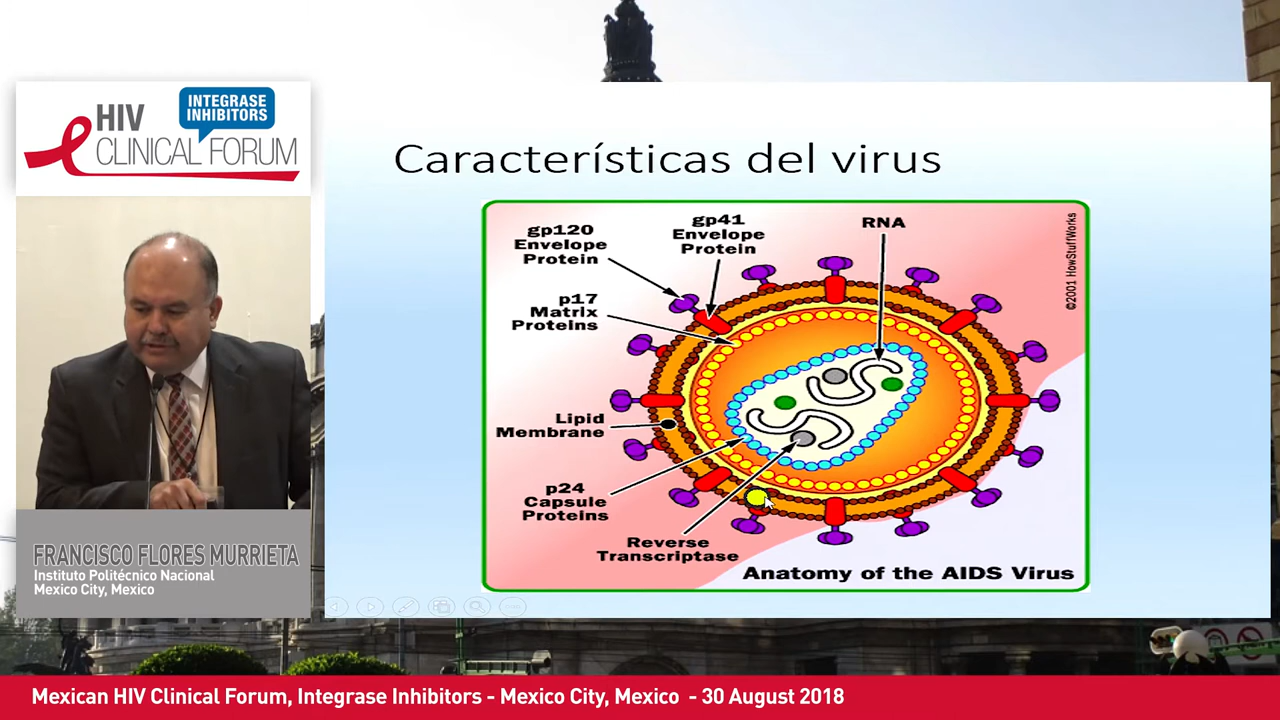 HIV
INTEGRASE
INHIBITORS
CLINICAL FORUM
Características del virus
gp120
Envelope
Protein
gp41
Envelope
Protein
RNA
©2001 HowStuffWorks
p17
Matrix
Proteins
Lipid
Membrane
p24
Capsule
Proteins
Reverse
Transcriptase
Anatomy of the AIDS Virus
FRANCISCO FLORES MURRIETA
Instituto Politécnico Nacional
Mexico City, Mexico
Mexican HIV Clinical Forum, Integrase Inhibitors - Mexico City, Mexico - 30 August 2018